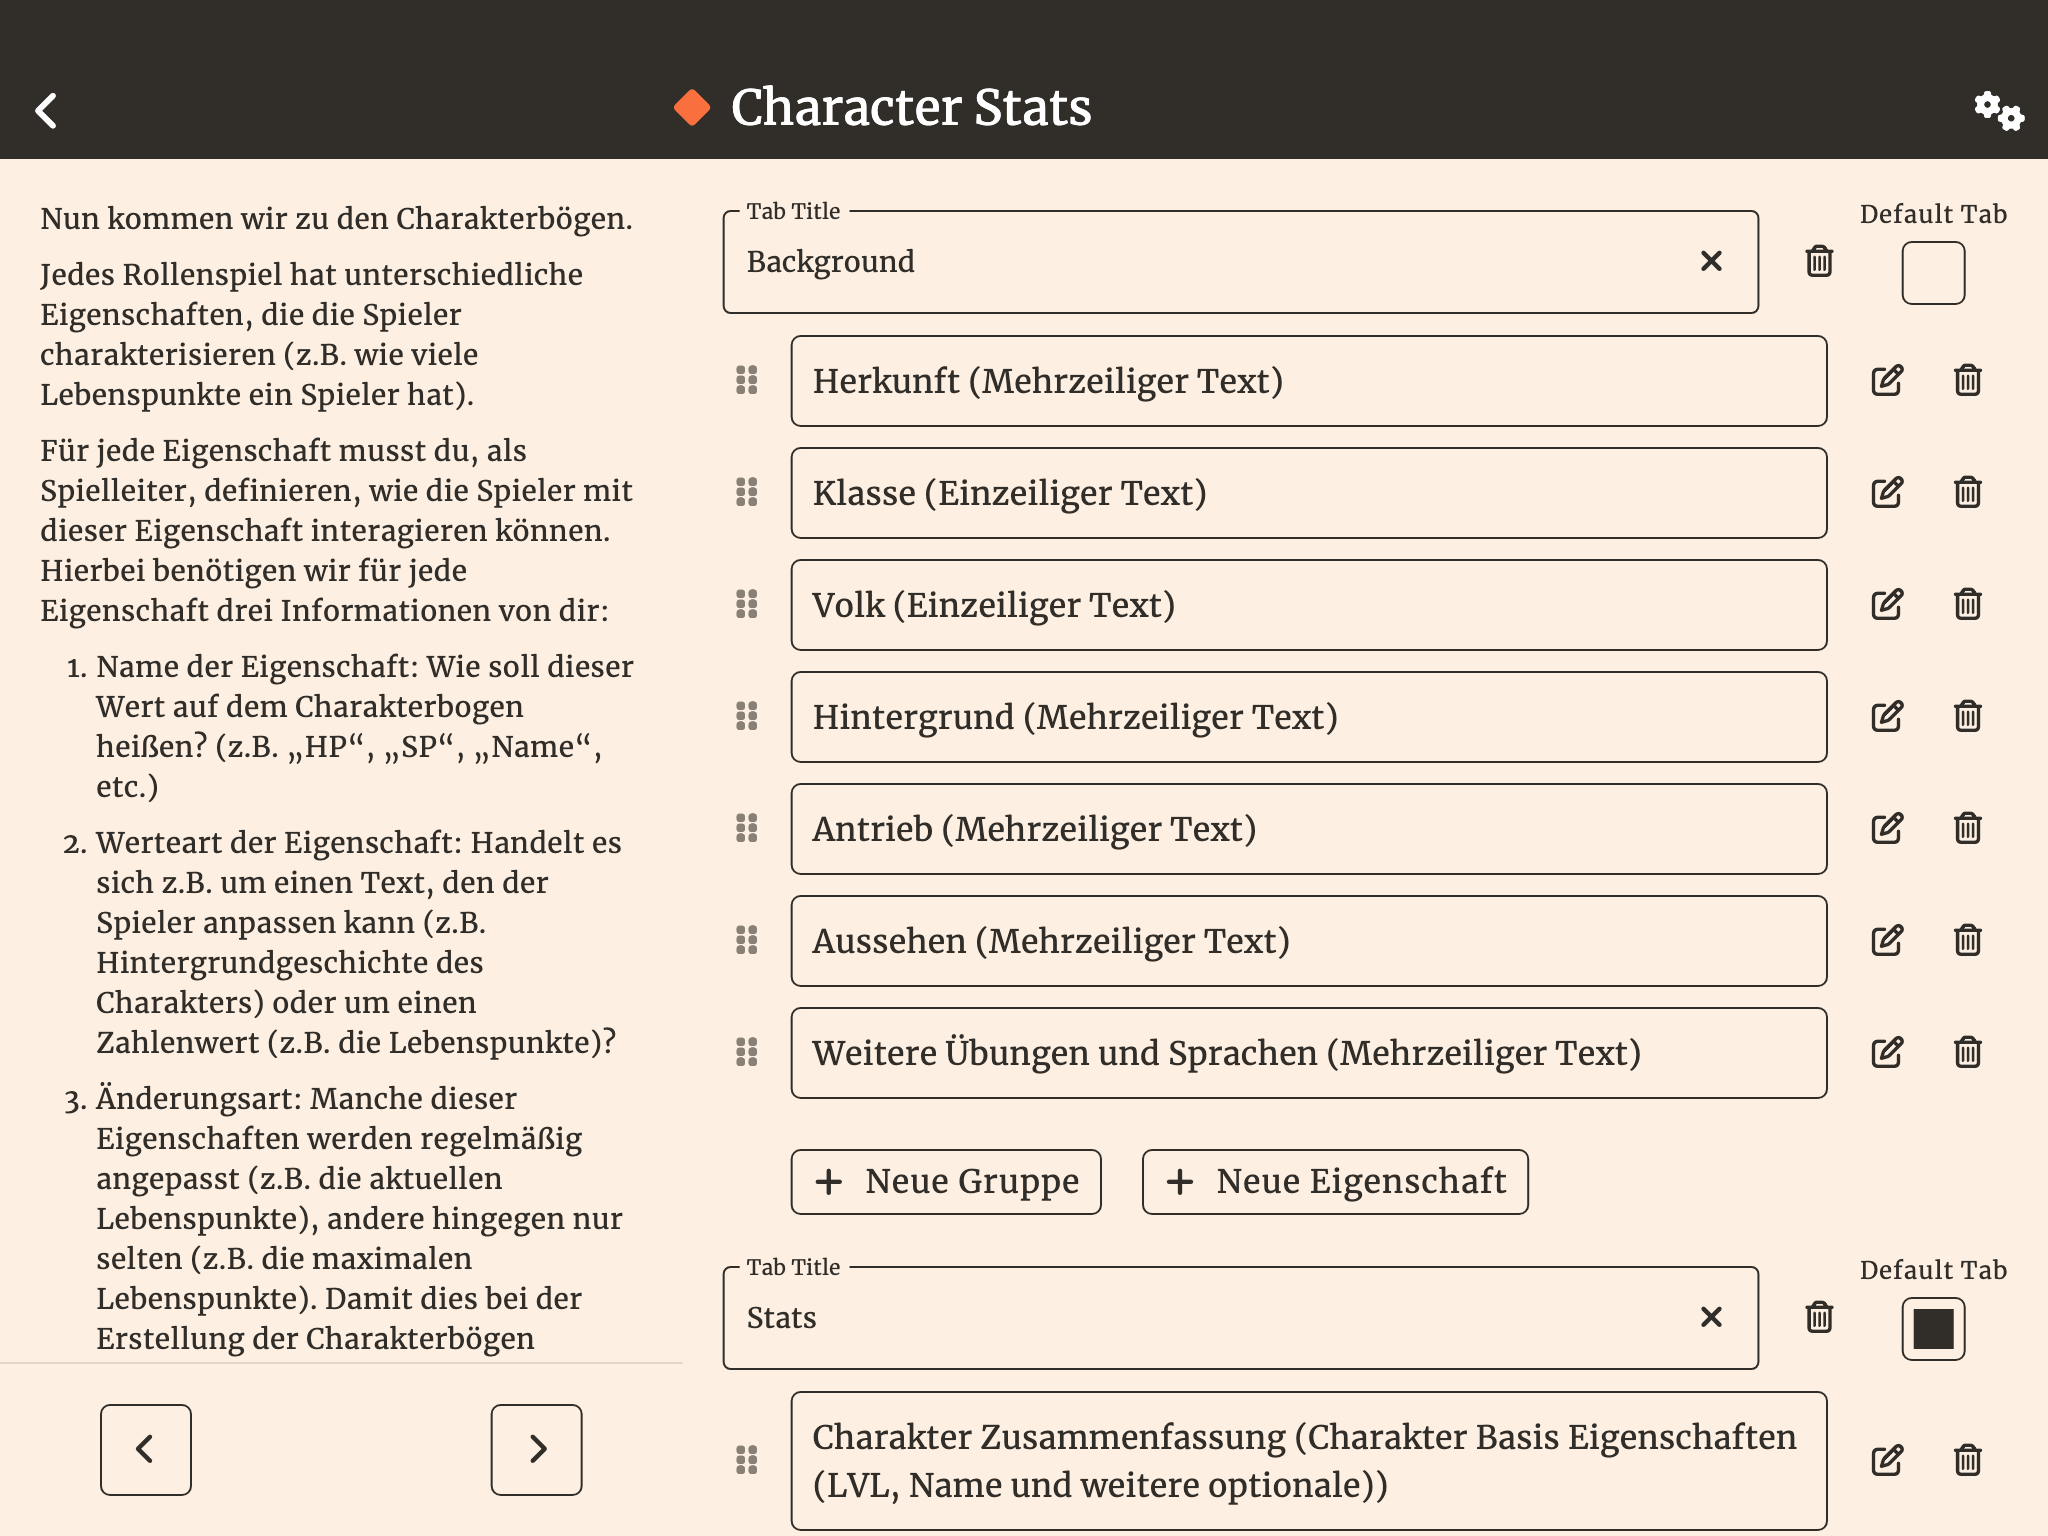 Character Stats
Nun kommen wir zu den Charakterbögen.
Jedes Rollenspiel hat unterschiedliche
Eigenschaften, die die Spieler
charakterisieren (z.B. wie viele
Lebenspunkte ein Spieler hat).
Für jede Eigenschaft musst du, als
Spielleiter, definieren, wie die Spieler mit
dieser Eigenschaft interagieren können.
Hierbei benötigen wir für jede
Eigenschaft drei Informationen von dir:
1. Name der Eigenschaft: Wie soll dieser
Wert auf dem Charakterbogen
heißen? (z.B. „HP“, „SP“, „Name“,
etc.)
2. Werteart der Eigenschaft: Handelt es
sich z.B. um einen Text, den der
Spieler anpassen kann (z.B.
Hintergrundgeschichte des
Charakters) oder um einen
Zahlenwert (z.B. die Lebenspunkte)?
3. Änderungsart: Manche dieser
Eigenschaften werden regelmäßig
angepasst (z.B. die aktuellen
Lebenspunkte), andere hingegen nur
selten (z.B. die maximalen
Lebenspunkte). Damit dies bei der
Erstellung der Charakterbögen
Tab Title
Background
Default Tab
Herkunft (Mehrzeiliger Text)
Klasse (Einzeiliger Text)
Volk (Einzeiliger Text)
Hintergrund (Mehrzeiliger Text)
Antrieb (Mehrzeiliger Text)
Aussehen (Mehrzeiliger Text)
Weitere Übungen und Sprachen (Mehrzeiliger Text)
+ Neue Gruppe
+ Neue Eigenschaft
Tab Title
Stats
Default Tab
Charakter Zusammenfassung (Charakter Basis Eigenschaften
(LVL, Name und weitere optionale))